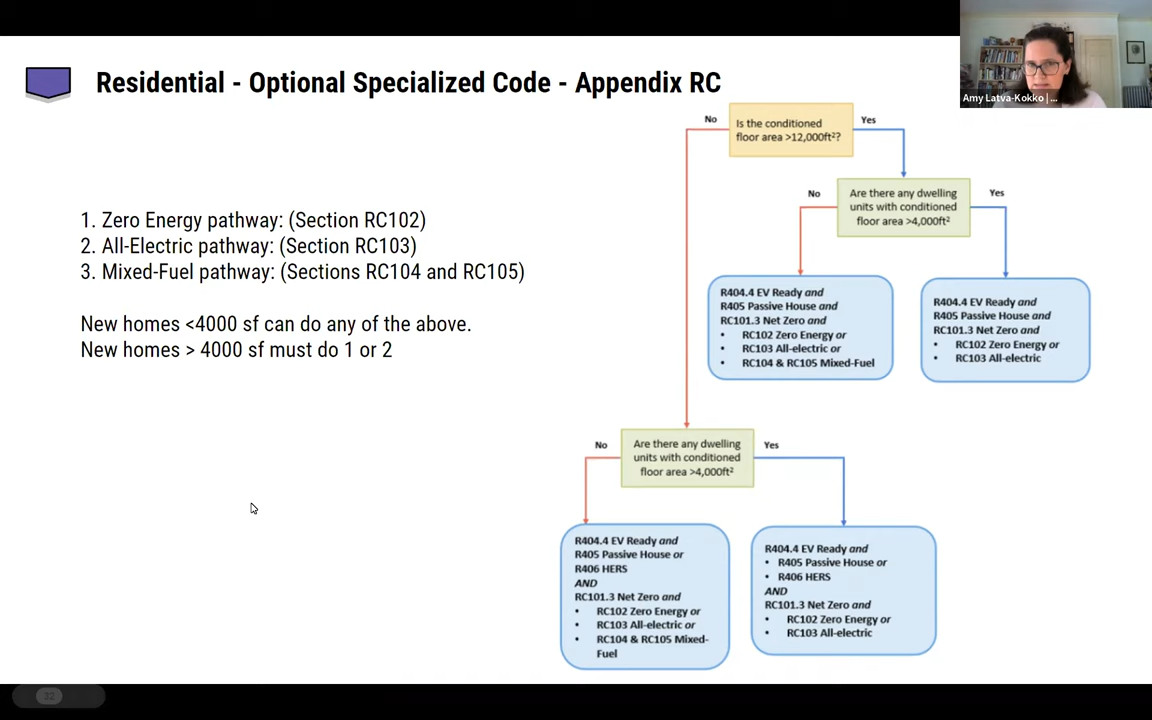 Residential - Optional Specialized Code - Appendix RC
Amy Latva-Kokko | ...
1. Zero Energy pathway: (Section RC102)
2. All-Electric pathway: (Section RC103)
3. Mixed-Fuel pathway: (Sections RC104 and RC105)
New homes <4000 sf can do any of the above.
New homes > 4000 sf must do 1 or 2
No
Is the conditioned
floor area >12,000ft²?
Yes
No
Are there any dwelling
units with conditioned
floor area >4,000ft²
Yes
R404.4 EV Ready and
R405 Passive House and
RC101.3 Net Zero and
• RC102 Zero Energy or
• RC103 All-electric or
• RC104 & RC105 Mixed-Fuel
R404.4 EV Ready and
R405 Passive House and
RC101.3 Net Zero and
• RC102 Zero Energy or
• RC103 All-electric
No
Are there any dwelling
units with conditioned
floor area >4,000ft²
Yes
R404.4 EV Ready and
R405 Passive House or
R406 HERS
AND
RC101.3 Net Zero and
• RC102 Zero Energy or
• RC103 All-electric or
• RC104 & RC105 Mixed-
Fuel
R404.4 EV Ready and
• R405 Passive House or
• R406 HERS
AND
RC101.3 Net Zero and
• RC102 Zero Energy or
• RC103 All-electric
22